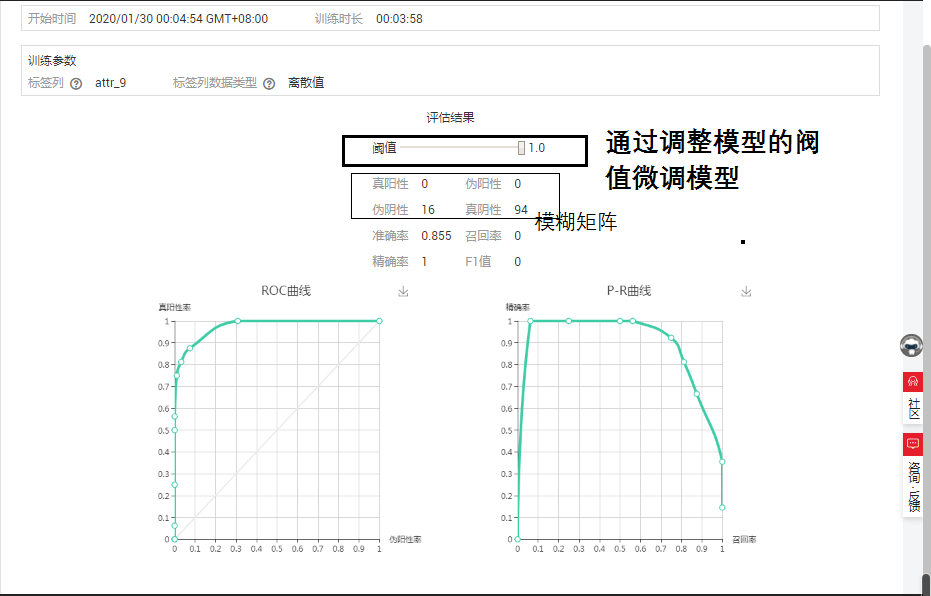 开始时间 2020/01/30 00:04:54 GMT+08:00 训练时长 00:03:58
训练参数
标签列 ? attr_9 标签列数据类型 ? 离散值
评估结果
阈值 1.0
通过调整模型的阀
值微调模型
真阳性 0 伪阳性 0
伪阴性 16 真阴性 94
模糊矩阵
准确率 0.855 召回率 0
精确率 1 F1值 0
ROC曲线
真阳性率
1
0.9
0.8
0.7
0.6
0.5
0.4
0.3
0.2
0.1
0
0 0.1 0.2 0.3 0.4 0.5 0.6 0.7 0.8 0.9 1
伪阳性率
P-R曲线
精确率
1
0.9
0.8
0.7
0.6
0.5
0.4
0.3
0.2
0.1
0
0 0.1 0.2 0.3 0.4 0.5 0.6 0.7 0.8 0.9 1
召回率
社区
咨询·反馈